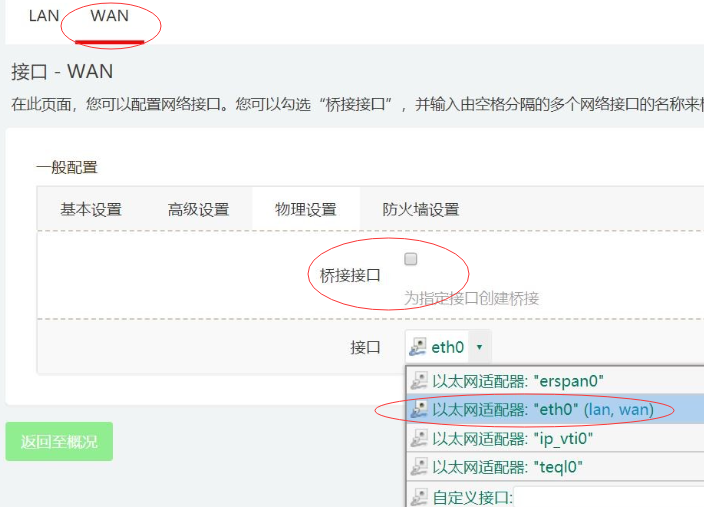 LAN WAN
接口 - WAN
在此页面，您可以配置网络接口。您可以勾选“桥接接口”，并输入由空格分隔的多个网络接口的名称来
一般配置
基本设置 高级设置 物理设置 防火墙设置
桥接接口
为指定接口创建桥接
接口 eth0
以太网适配器: "erspan0"
以太网适配器: "eth0" (lan, wan)
以太网适配器: "ip_vti0"
以太网适配器: "teql0"
自定义接口:
返回至概况